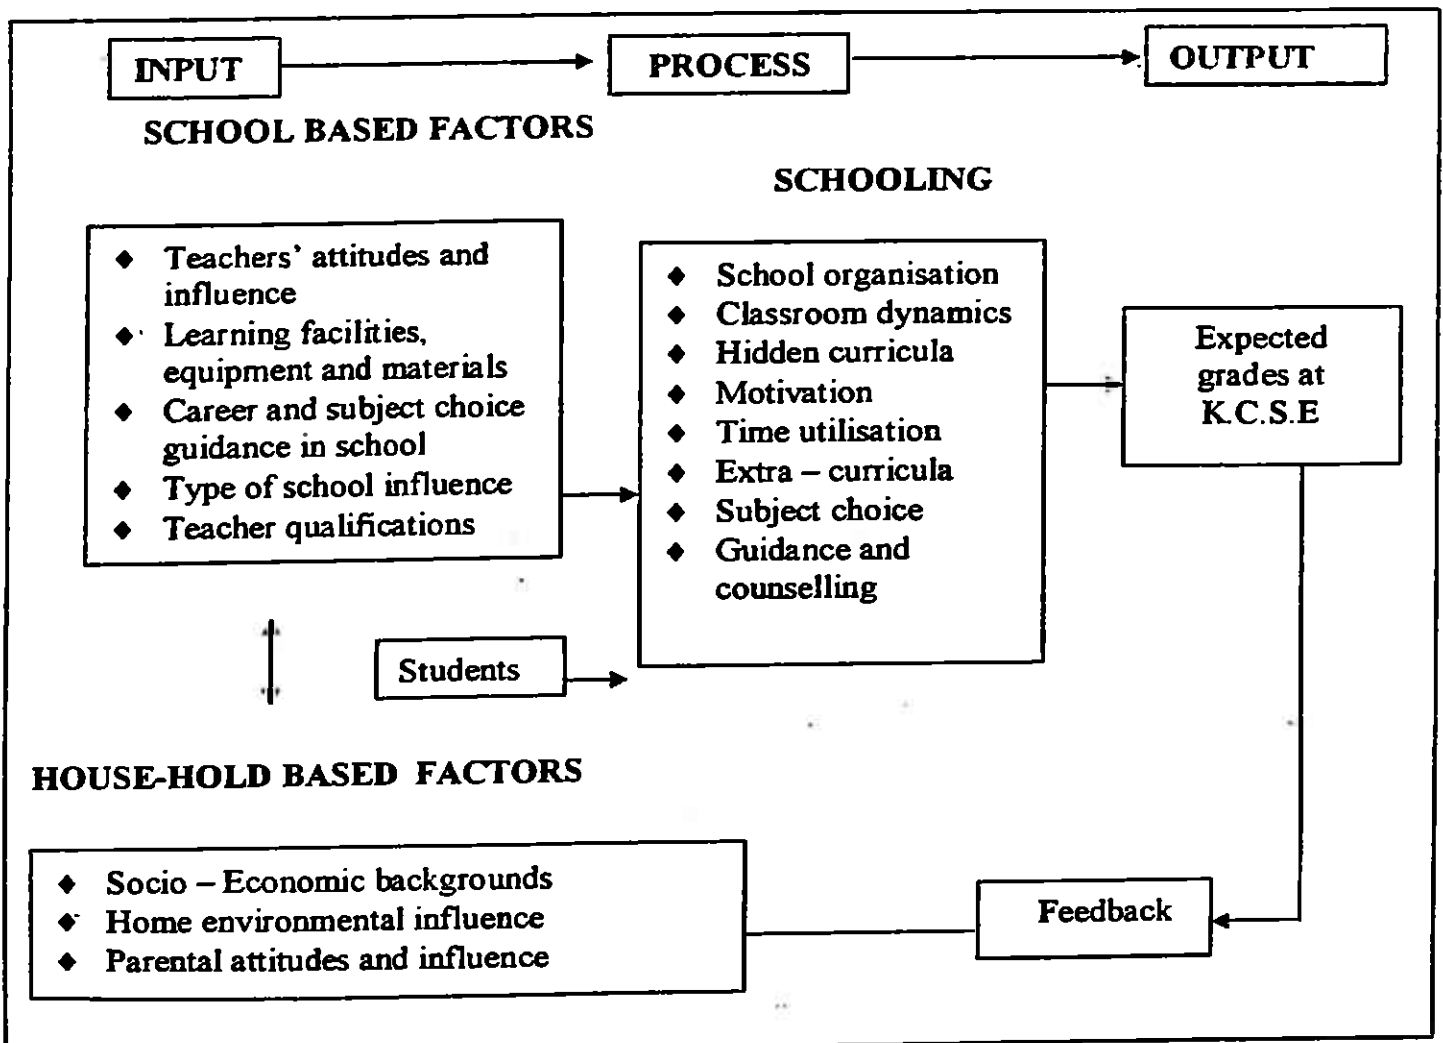 INPUT
PROCESS
OUTPUT
SCHOOL BASED FACTORS
SCHOOLING
♦ Teachers' attitudes and
influence
♦ Learning facilities,
equipment and materials
♦ Career and subject choice
guidance in school
♦ Type of school influence
♦ Teacher qualifications
♦ School organisation
♦ Classroom dynamics
♦ Hidden curricula
♦ Motivation
♦ Time utilisation
♦ Extra – curricula
♦ Subject choice
♦ Guidance and
counselling
Expected
grades at
K.C.S.E
Students
HOUSE-HOLD BASED FACTORS
♦ Socio – Economic backgrounds
♦ Home environmental influence
♦ Parental attitudes and influence
Feedback